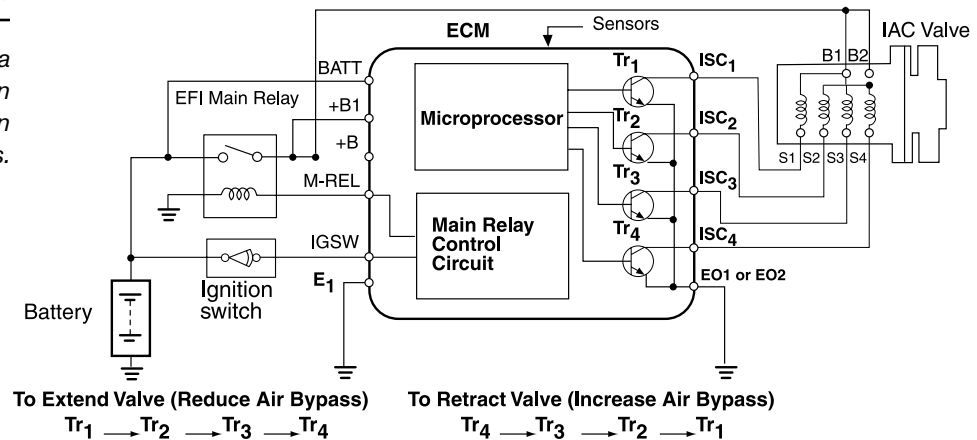 a
n
n
s.
ECM
Sensors
IAC Valve
BATT
EFI Main Relay
+B1
+B
M-REL
IGSW
E1
Microprocessor
Main Relay
Control
Circuit
Tr1
Tr2
Tr3
Tr4
ISC1
ISC2
ISC3
ISC4
EO1 or EO2
B1 B2
S1 S2 S3 S4
Ignition
switch
Battery
To Extend Valve (Reduce Air Bypass)
Tr1 → Tr2 → Tr3 → Tr4
To Retract Valve (Increase Air Bypass)
Tr4 → Tr3 → Tr2 → Tr1